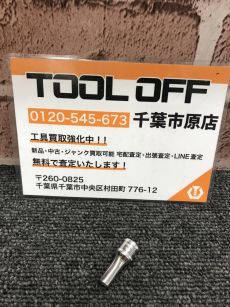 TOOL OFF
0120-545-673 千葉市原店
工具買取強化中！！
新品・中古・ジャンク買取可能 宅配査定・出張査定・LINE査定
無料で査定いたします！
〒260-0825
千葉県千葉市中央区村田町 776-12